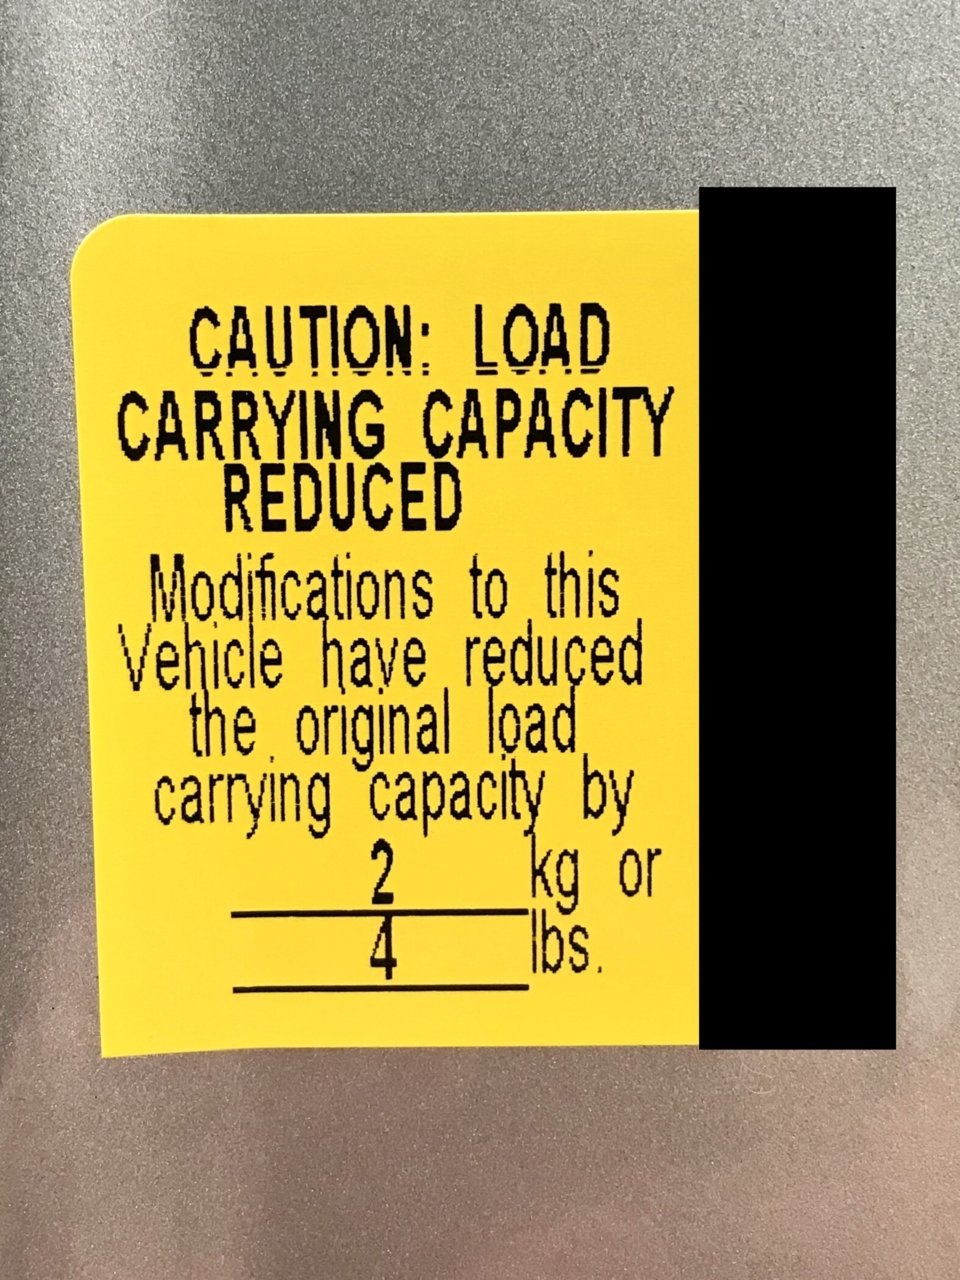 CAUTION: LOAD
CARRYING CAPACITY
REDUCED
Modifications to this
Vehicle have reduced
the original load
carrying capacity by
2 kg or
4 lbs.